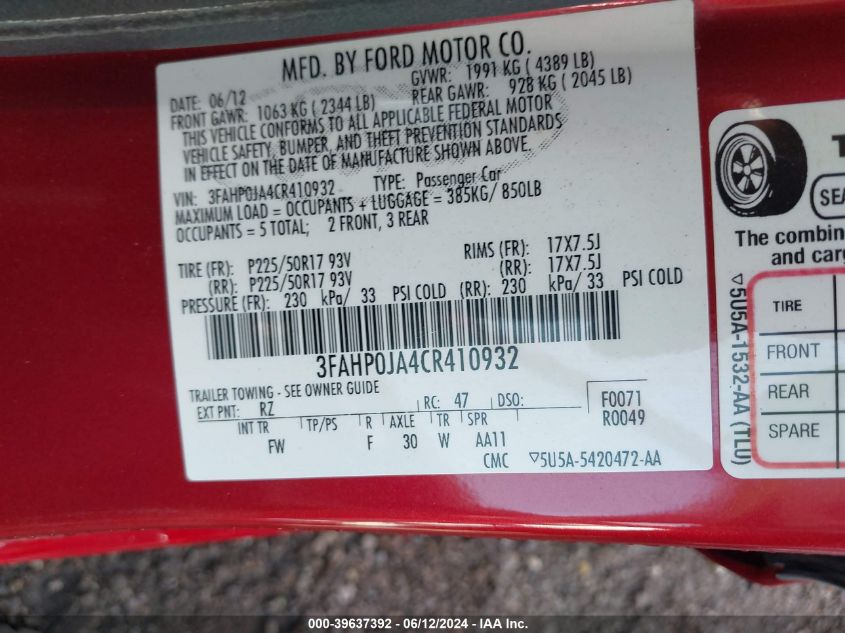 MFD. BY FORD MOTOR CO.
DATE: 06/12 GVWR: 1991 KG ( 4389 LB)
FRONT GAWR: 1063 KG ( 2344 LB) REAR GAWR: 928 KG ( 2045 LB)
THIS VEHICLE CONFORMS TO ALL APPLICABLE FEDERAL MOTOR
VEHICLE SAFETY, BUMPER, AND THEFT PREVENTION STANDARDS
IN EFFECT ON THE DATE OF MANUFACTURE SHOWN ABOVE.
VIN: 3FAHP0JA4CR410932 TYPE: Passenger Car
MAXIMUM LOAD = OCCUPANTS + LUGGAGE = 385KG/ 850LB
OCCUPANTS = 5 TOTAL; 2 FRONT, 3 REAR
TIRE (FR): P225/50R17 93V RIMS (FR): 17X7.5J
(RR): P225/50R17 93V (RR): 17X7.5J
PRESSURE (FR): 230 kPa/ 33 PSI COLD (RR): 230 kPa/ 33 PSI COLD
3FAHP0JA4CR410932
TRAILER TOWING - SEE OWNER GUIDE
EXT PNT: RZ RC: 47 DSO: F0071
R0049
INT TR TP/PS R AXLE TR SPR
FW F 30 W AA11
CMC ▽5U5A-5420472-AA
T
SEA
The combin
and carg
TIRE
FRONT
REAR
SPARE
▽5U5A-1532-AA (TLU)
000-39637392 - 06/12/2024 - IAA Inc.